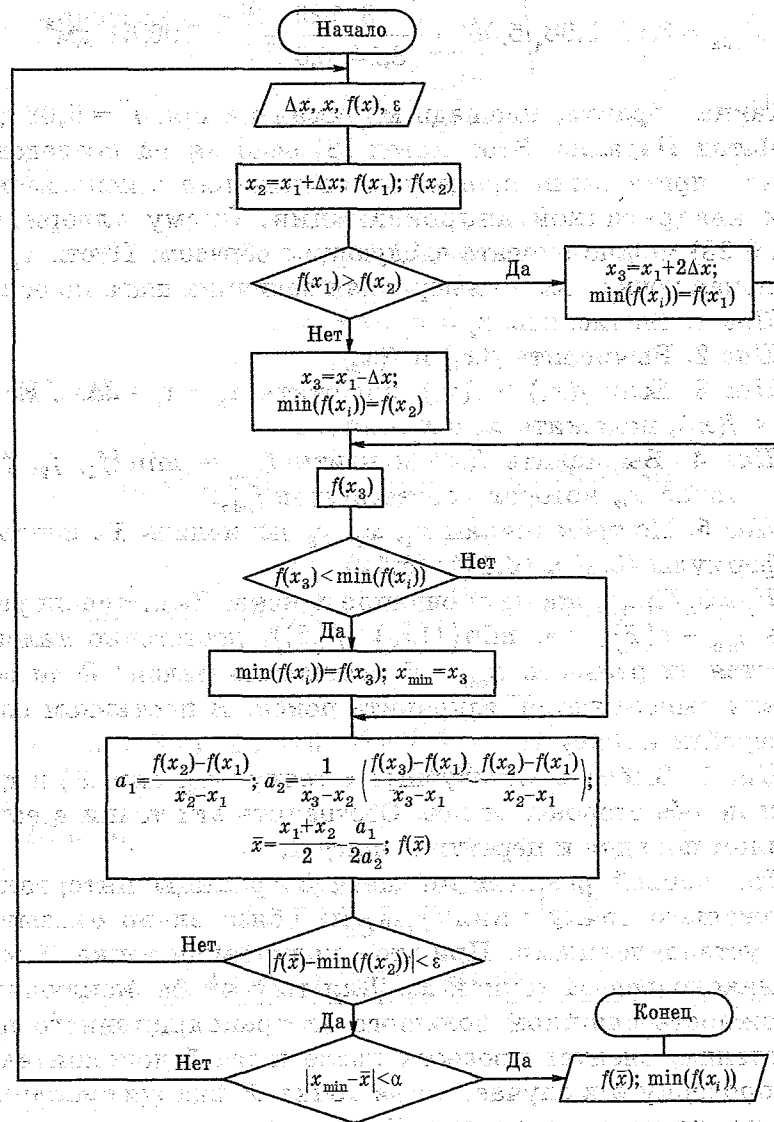 Начало
Δx, x, f(x), ε
x₂=x₁+Δx; f(x₁); f(x₂)
f(x₁)>f(x₂)
Да
x₃=x₁+2Δx;
min(f(xᵢ))=f(x₁)
Нет
x₃=x₁−Δx;
min(f(xᵢ))=f(x₂)
f(x₃)
f(x₃)<min(f(xᵢ))
Нет
Да
min(f(xᵢ))=f(x₃); x_min=x₃
a₁=(f(x₂)−f(x₁))/(x₂−x₁); a₂=1/(x₃−x₂) ((f(x₃)−f(x₁))/(x₃−x₁)−(f(x₂)−f(x₁))/(x₂−x₁));
x̄=(x₁+x₂)/2−a₁/(2a₂); f(x̄)
Нет
|f(x̄)−min(f(x₂))|<ε
Да
Нет
|x_min−x̄|<α
Да
Конец
f(x̄); min(f(xᵢ))